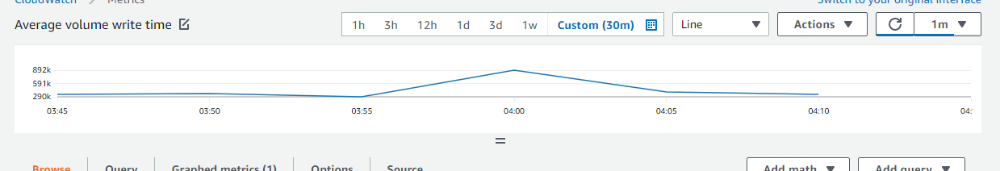 CloudWatch > Metrics Switch to your original interface
Average volume write time 1h 3h 12h 1d 3d 1w Custom (30m) Line Actions 1m
892k
591k
290k
03:45 03:50 03:55 04:00 04:05 04:10
Browse Query Graphed metrics (1) Options Source Add math Add query